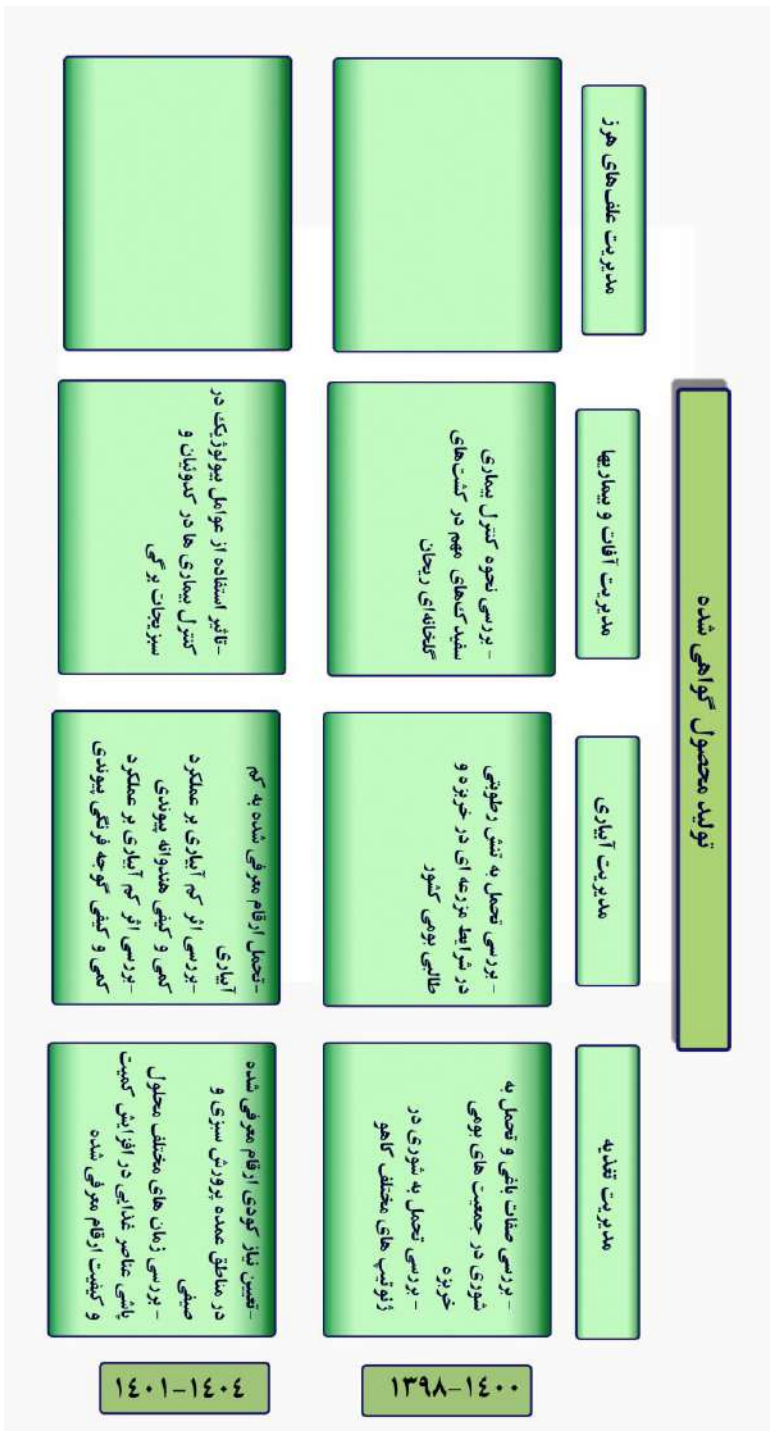 تولید محصول گواهی شده
مدیریت تغذیه
مدیریت آبیاری
مدیریت آفات و بیماریها
مدیریت علف‌های هرز
۱۳۹۸-۱٤۰۰
- بررسی صفات باغی و تحمل به
شوری در جمعیت های بومی
خربزه
- بررسی تحمل به شوری در
ژنوتیپ های مختلف کاهو
- بررسی تحمل به تنش رطوبتی
در شرایط مزرعه ای در خربزه و
طالبی بومی کشور
- بررسی نحوه کنترل بیماری
سفیدک‌های مهم در کشت‌های
گلخانه‌ای ریحان
۱٤۰۱-۱٤۰٤
-تعیین نیاز کودی ارقام معرفی شده
در مناطق عمده پرورش سبزی و
صیفی
- بررسی زمان های مختلف محلول
پاشی عناصر غذایی در افزایش کمیت
و کیفیت ارقام معرفی شده
-تحمل ارقام معرفی شده به کم
آبیاری
-بررسی اثر کم آبیاری بر عملکرد
کمی و کیفی هندوانه پیوندی
-بررسی اثر کم آبیاری بر عملکرد
کمی و کیفی گوجه فرنگی پیوندی
-تاثیر استفاده از عوامل بیولوژیک در
کنترل بیماری ها در کدوئیان و
سبزیجات برگی